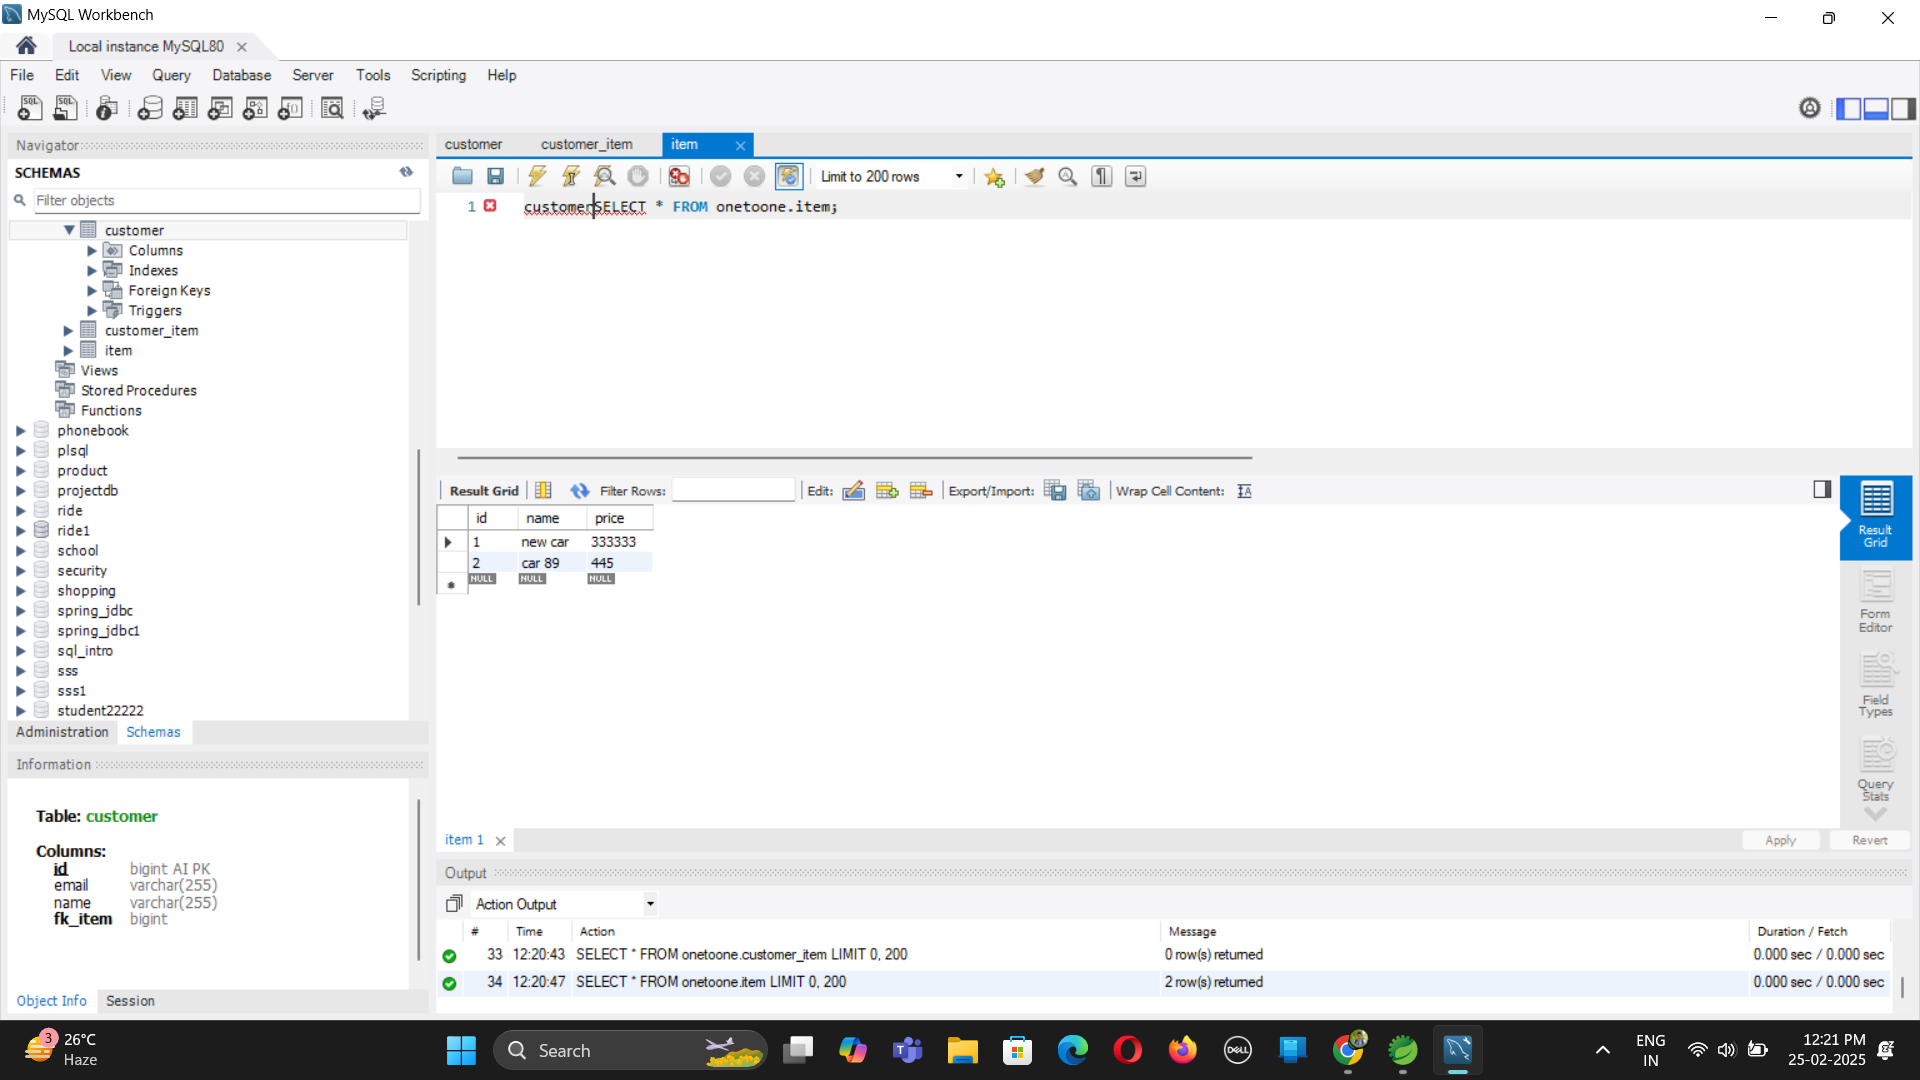 MySQL Workbench
Local instance MySQL80
File Edit View Query Database Server Tools Scripting Help
Navigator
SCHEMAS
Filter objects
customer
Columns
Indexes
Foreign Keys
Triggers
customer_item
item
Views
Stored Procedures
Functions
phonebook
plsql
product
projectdb
ride
ride1
school
security
shopping
spring_jdbc
spring_jdbc1
sql_intro
sss
sss1
student22222
Administration Schemas
Information
Table: customer
Columns:
id bigint AI PK
email varchar(255)
name varchar(255)
fk_item bigint
Object Info Session
customer customer_item item
Limit to 200 rows
1 customerSELECT * FROM onetoone.item;
Result Grid Filter Rows: Edit: Export/Import: Wrap Cell Content:
id name price
1 new car 333333
2 car 89 445
NULL NULL NULL
Result
Grid
Form
Editor
Field
Types
Query
Stats
item 1 Apply Revert
Output
Action Output
# Time Action Message Duration / Fetch
33 12:20:43 SELECT * FROM onetoone.customer_item LIMIT 0, 200 0 row(s) returned 0.000 sec / 0.000 sec
34 12:20:47 SELECT * FROM onetoone.item LIMIT 0, 200 2 row(s) returned 0.000 sec / 0.000 sec
3
26°C
Haze
Search
DELL
ENG
IN
12:21 PM
25-02-2025